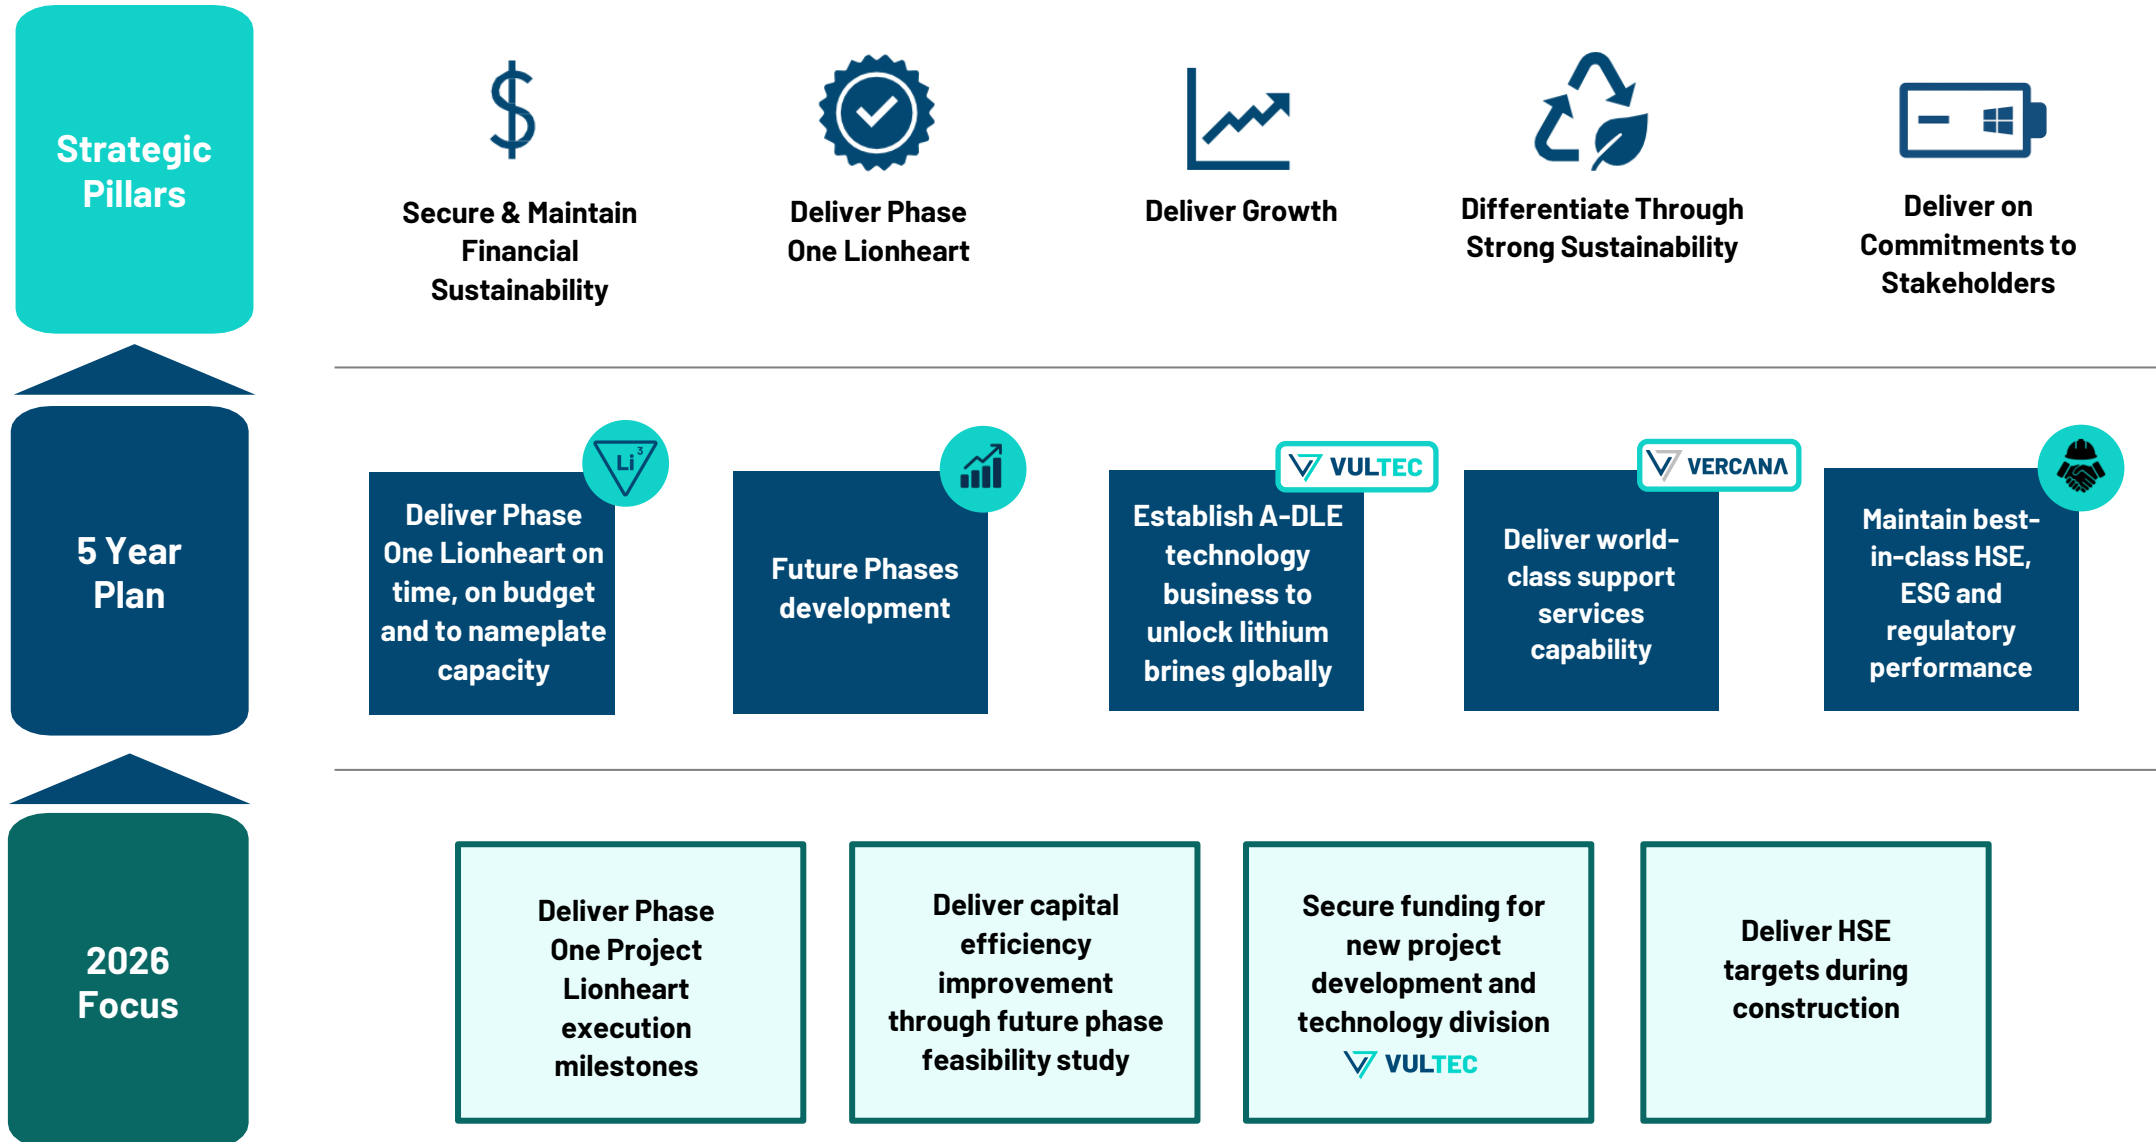 Strategic
Pillars
Secure & Maintain
Financial
Sustainability
Deliver Phase
One Lionheart
Deliver Growth
Differentiate Through
Strong Sustainability
Deliver on
Commitments to
Stakeholders
5 Year
Plan
Li³
Deliver Phase
One Lionheart on
time, on budget
and to nameplate
capacity
Future Phases
development
VULTEC
Establish A-DLE
technology
business to
unlock lithium
brines globally
VERCANA
Deliver world-
class support
services
capability
Maintain best-
in-class HSE,
ESG and
regulatory
performance
2026
Focus
Deliver Phase
One Project
Lionheart
execution
milestones
Deliver capital
efficiency
improvement
through future phase
feasibility study
Secure funding for
new project
development and
technology division
VULTEC
Deliver HSE
targets during
construction